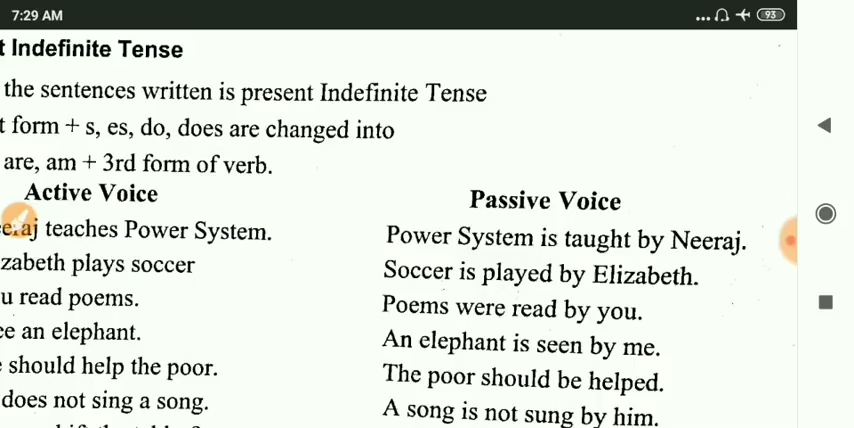 7:29 AM
93
t Indefinite Tense
the sentences written is present Indefinite Tense
t form + s, es, do, does are changed into
are, am + 3rd form of verb.
Active Voice
Passive Voice
eeraj teaches Power System.
Power System is taught by Neeraj.
zabeth plays soccer
Soccer is played by Elizabeth.
u read poems.
Poems were read by you.
ee an elephant.
An elephant is seen by me.
should help the poor.
The poor should be helped.
does not sing a song.
A song is not sung by him.